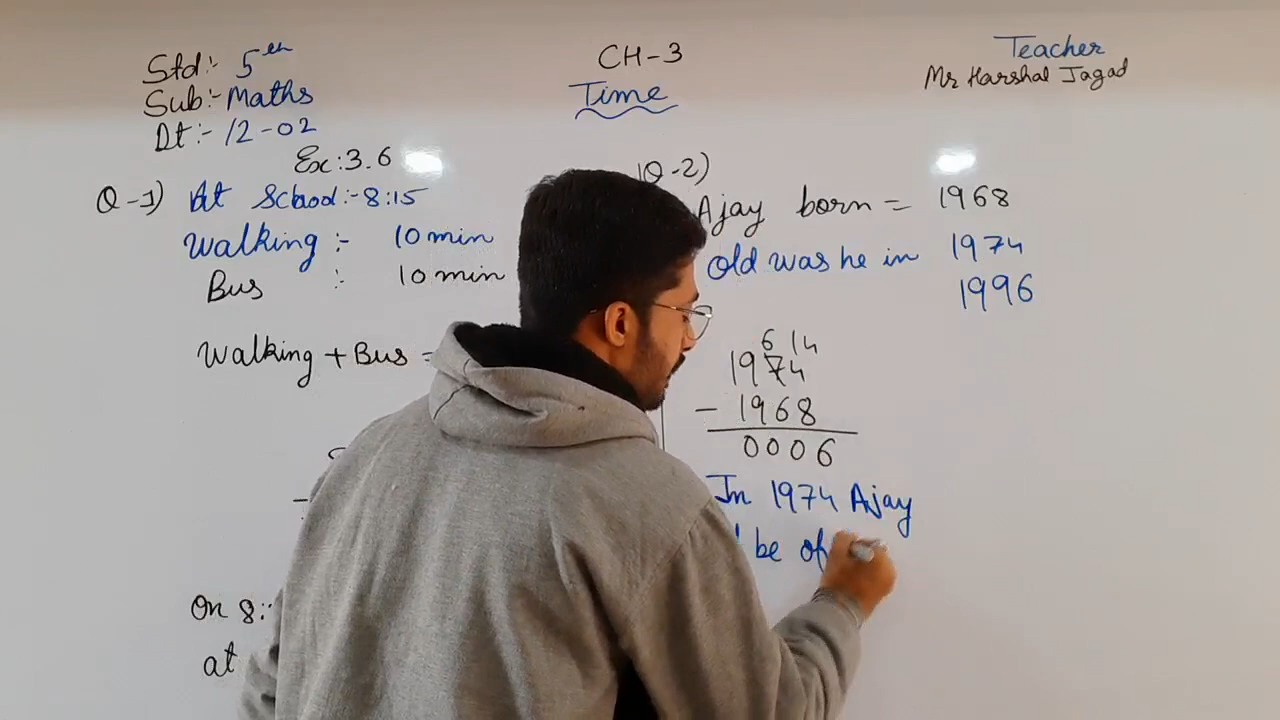 Std:- 5th
Sub:- Maths
Dt:- 12-02
CH-3
Time
Teacher
Mr Harshal Jagad
Ex:3.6
Q-1) At School:- 8:15
Walking :- 10 min
Bus : 10 min
Walking + Bus =
On 8:
at
Q-2)
Ajay born = 1968
old was he in 1974
1996
6 14
1974
- 1968
0006
In 1974 Ajay
be of